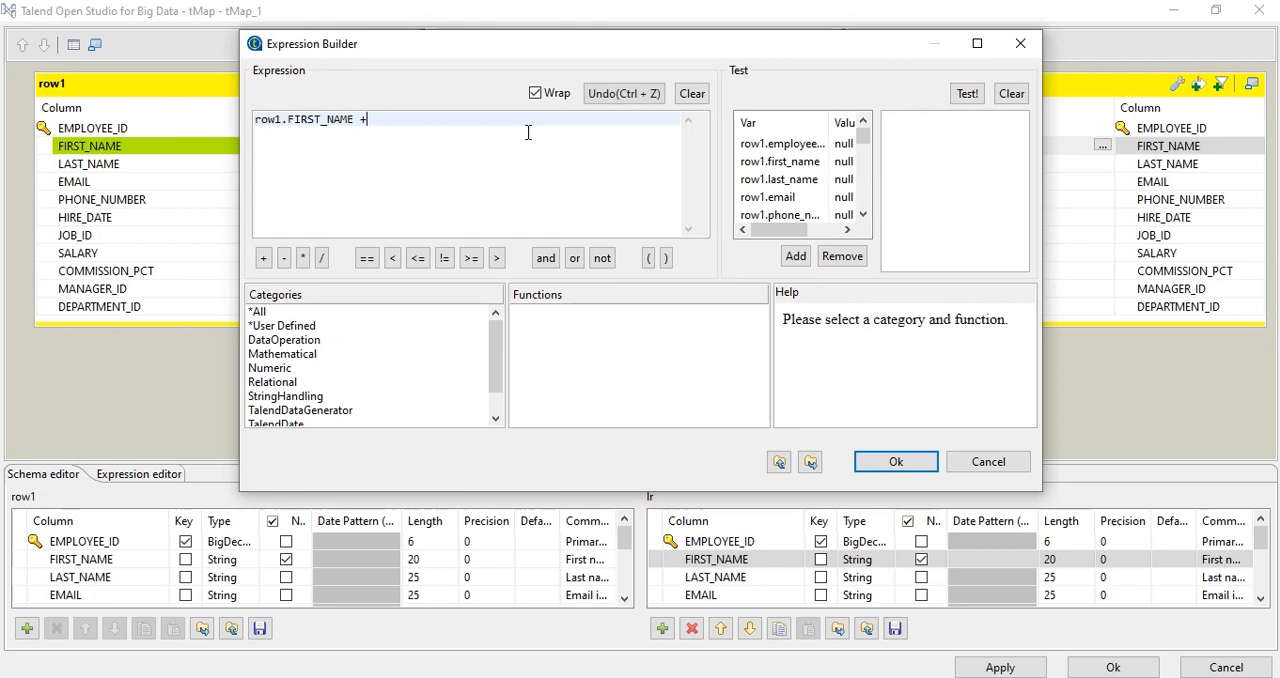 Talend Open Studio for Big Data - tMap - tMap_1
Expression Builder
Expression
Test
Wrap
Undo(Ctrl + Z)
Clear
Test!
Clear
row1.FIRST_NAME +
Var
Valu
row1.employee...
null
row1.first_name
null
row1.last_name
null
row1.email
null
row1.phone_n...
null
+
-
*
/
==
<
<=
!=
>=
>
and
or
not
(
)
Add
Remove
Categories
*All
*User Defined
DataOperation
Mathematical
Numeric
Relational
StringHandling
TalendDataGenerator
TalendDate
Functions
Help
Please select a category and function.
Ok
Cancel
row1
Column
EMPLOYEE_ID
FIRST_NAME
LAST_NAME
EMAIL
PHONE_NUMBER
HIRE_DATE
JOB_ID
SALARY
COMMISSION_PCT
MANAGER_ID
DEPARTMENT_ID
Column
EMPLOYEE_ID
... FIRST_NAME
LAST_NAME
EMAIL
PHONE_NUMBER
HIRE_DATE
JOB_ID
SALARY
COMMISSION_PCT
MANAGER_ID
DEPARTMENT_ID
Schema editor
Expression editor
row1
Column Key Type N.. Date Pattern (... Length Precision Defa... Comm...
EMPLOYEE_ID BigDec... 6 0 Primar...
FIRST_NAME String 20 0 First n...
LAST_NAME String 25 0 Last na...
EMAIL String 25 0 Email i...
Column Key Type N.. Date Pattern (... Length Precision Defa... Comm...
EMPLOYEE_ID BigDec... 6 0 Primar...
FIRST_NAME String 20 0 First n...
LAST_NAME String 25 0 Last na...
EMAIL String 25 0 Email i...
Apply
Ok
Cancel